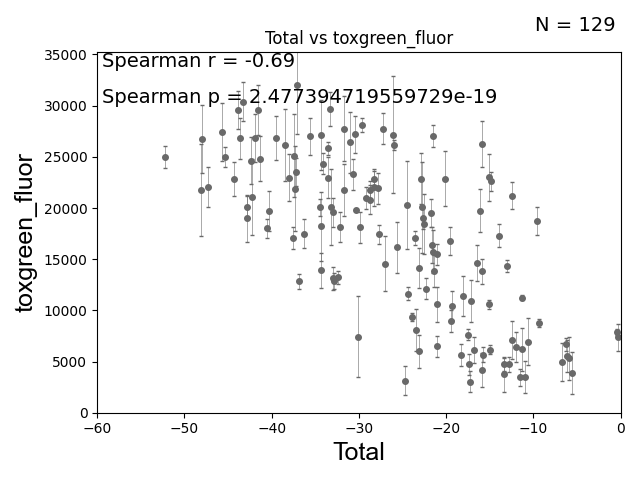 N = 129
Total vs toxgreen_fluor
Spearman r = -0.69
Spearman p = 2.477394719559729e-19
35000
30000
25000
20000
15000
10000
5000
0
toxgreen_fluor
−60 −50 −40 −30 −20 −10 0
Total